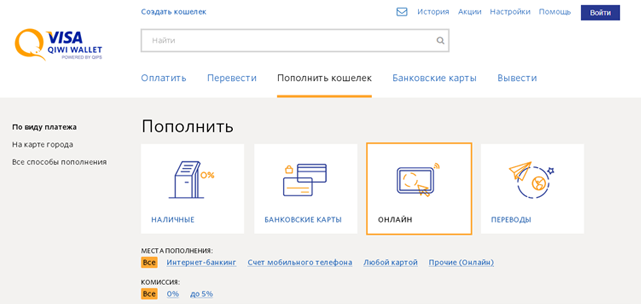 Создать кошелек
История Акции Настройки Помощь Войти
VISA
QIWI WALLET
POWERED BY QIPS
Найти
Оплатить Перевести Пополнить кошелек Банковские карты Вывести
По виду платежа
На карте города
Все способы пополнения
Пополнить
0%
НАЛИЧНЫЕ БАНКОВСКИЕ КАРТЫ ОНЛАЙН ПЕРЕВОДЫ
МЕСТА ПОПОЛНЕНИЯ:
Все Интернет-банкинг Счет мобильного телефона Любой картой Прочие (Онлайн)
КОМИССИЯ:
Все 0% до 5%